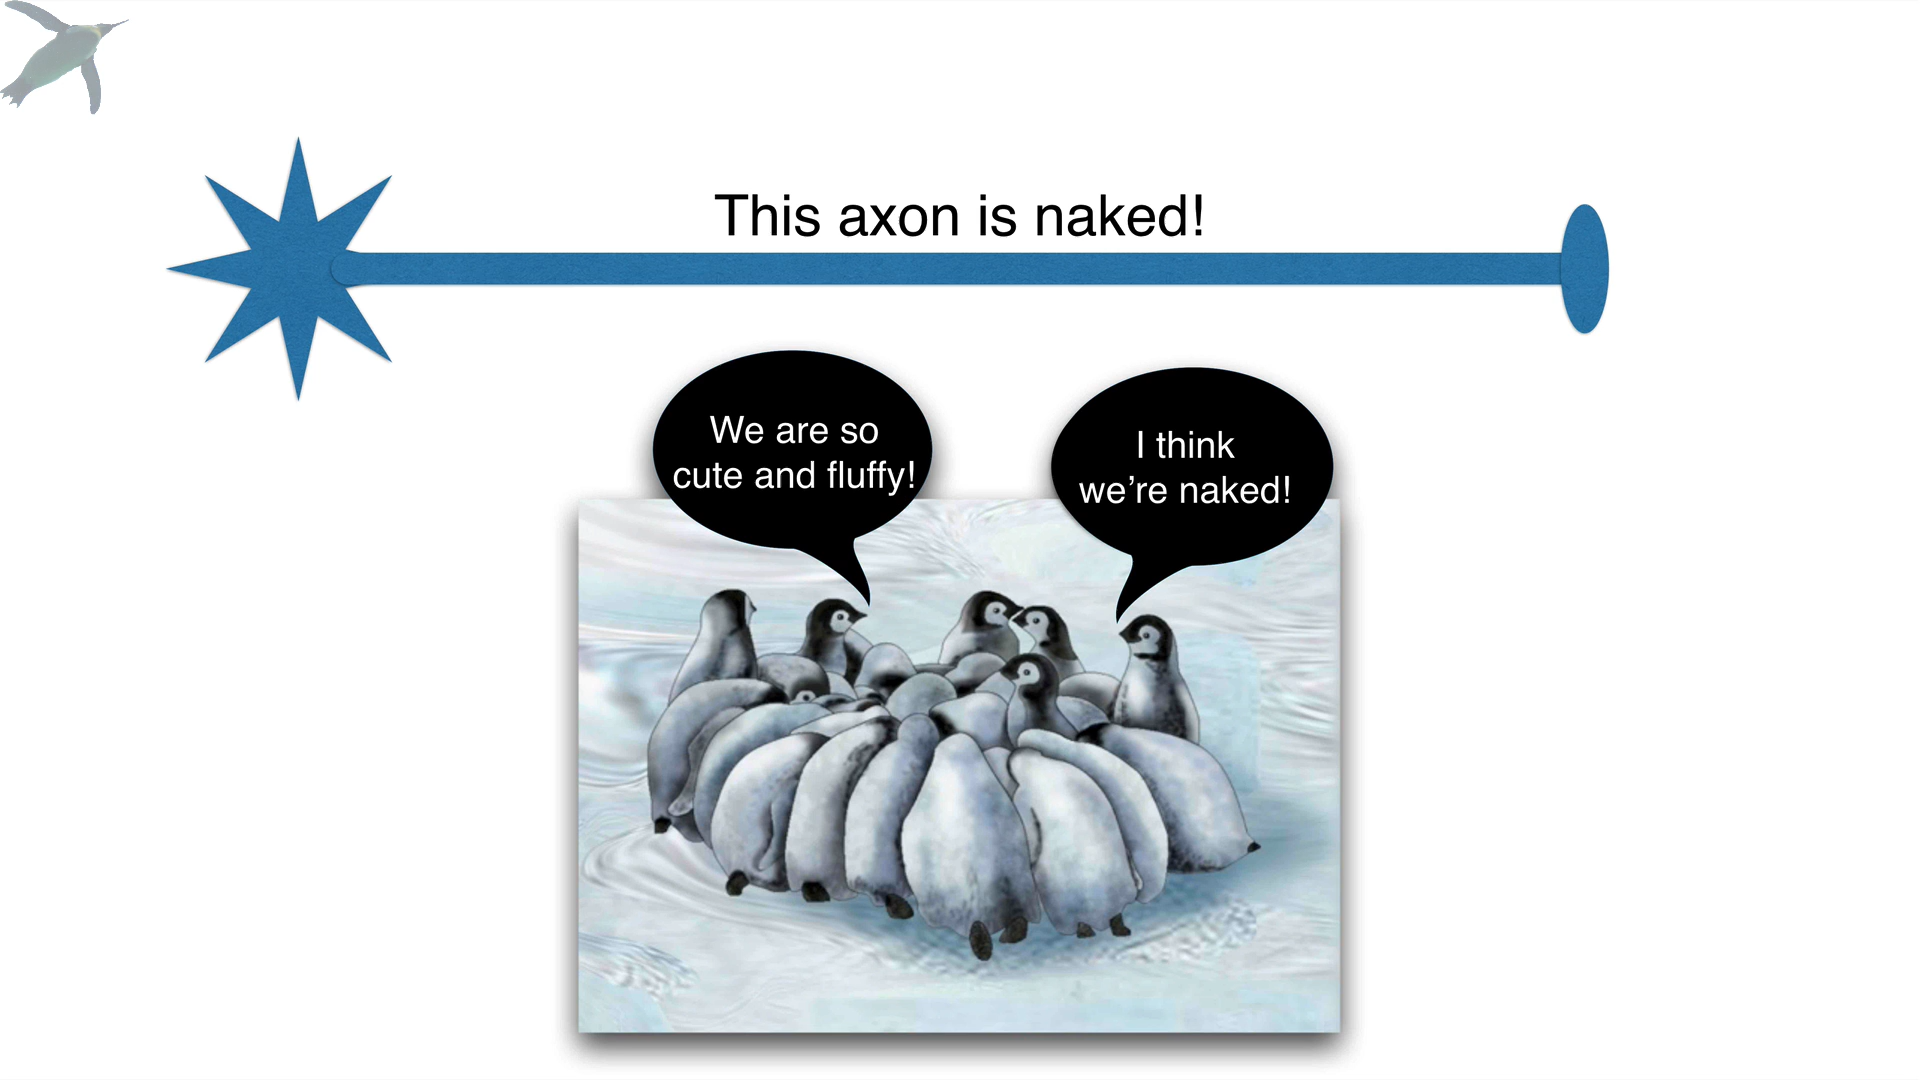 This axon is naked!
We are so
cute and fluffy!
I think
we’re naked!